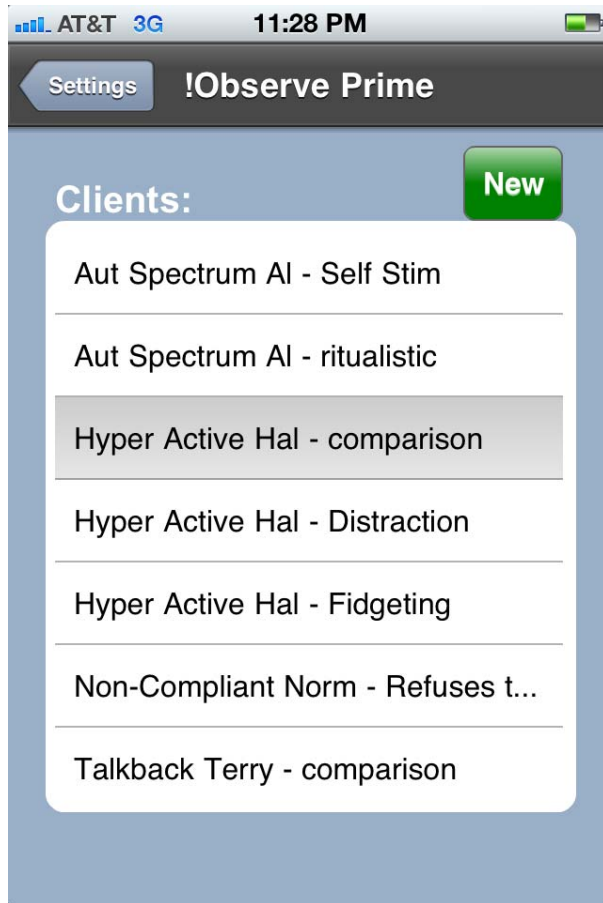 AT&T 3G 11:28 PM
Settings !Observe Prime
New
Clients:
Aut Spectrum Al - Self Stim
Aut Spectrum Al - ritualistic
Hyper Active Hal - comparison
Hyper Active Hal - Distraction
Hyper Active Hal - Fidgeting
Non-Compliant Norm - Refuses t...
Talkback Terry - comparison